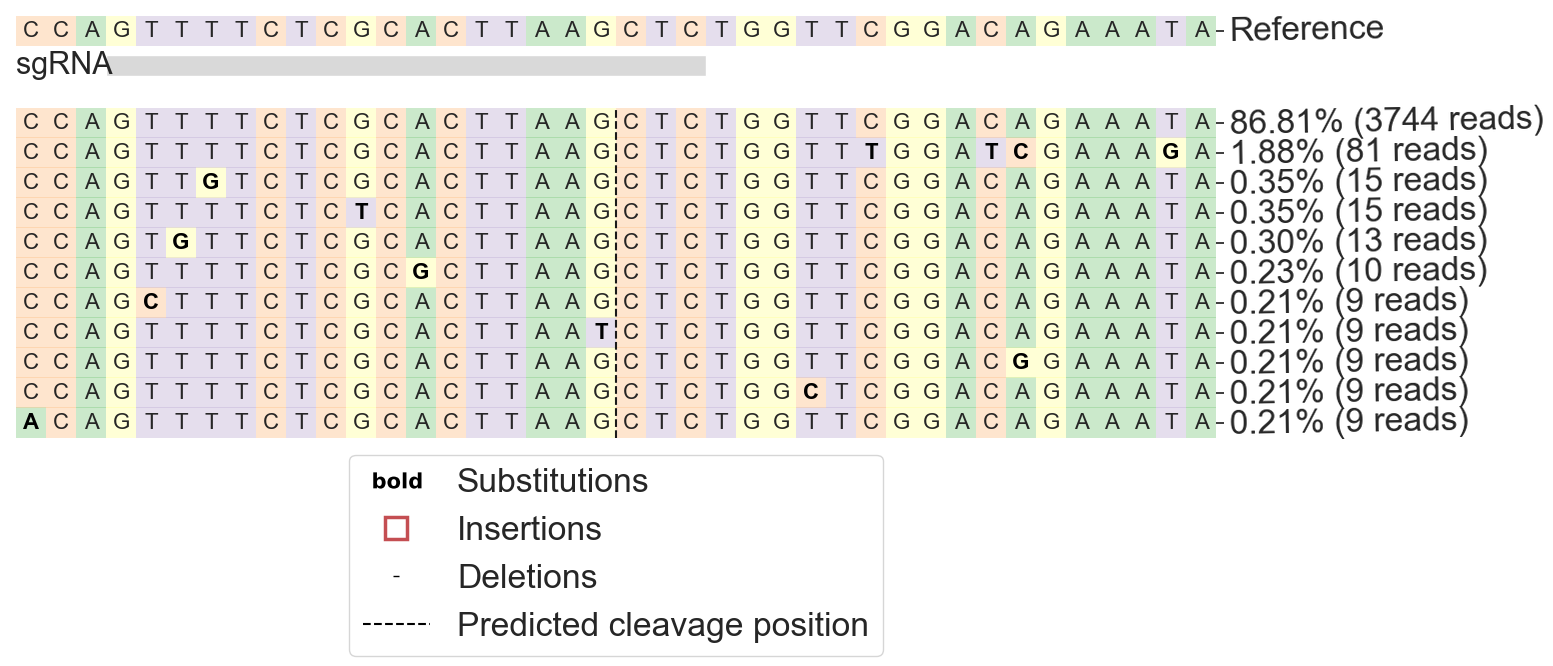 C C A G T T T T C T C G C A C T T A A G C T C T G G T T C G G A C A G A A A T A - Reference
sgRNA
C C A G T T T T C T C G C A C T T A A G C T C T G G T T C G G A C A G A A A T A - 86.81% (3744 reads)
C C A G T T T T C T C G C A C T T A A G C T C T G G T T T G G A T C G A A A G A - 1.88% (81 reads)
C C A G T T G T C T C G C A C T T A A G C T C T G G T T C G G A C A G A A A T A - 0.35% (15 reads)
C C A G T T T T C T C T C A C T T A A G C T C T G G T T C G G A C A G A A A T A - 0.35% (15 reads)
C C A G T G T T C T C G C A C T T A A G C T C T G G T T C G G A C A G A A A T A - 0.30% (13 reads)
C C A G T T T T C T C G C G C T T A A G C T C T G G T T C G G A C A G A A A T A - 0.23% (10 reads)
C C A G C T T T C T C G C A C T T A A G C T C T G G T T C G G A C A G A A A T A - 0.21% (9 reads)
C C A G T T T T C T C G C A C T T A A T C T C T G G T T C G G A C A G A A A T A - 0.21% (9 reads)
C C A G T T T T C T C G C A C T T A A G C T C T G G T T C G G A C G G A A A T A - 0.21% (9 reads)
C C A G T T T T C T C G C A C T T A A G C T C T G G C T C G G A C A G A A A T A - 0.21% (9 reads)
A C A G T T T T C T C G C A C T T A A G C T C T G G T T C G G A C A G A A A T A - 0.21% (9 reads)
bold Substitutions
Insertions
- Deletions
Predicted cleavage position